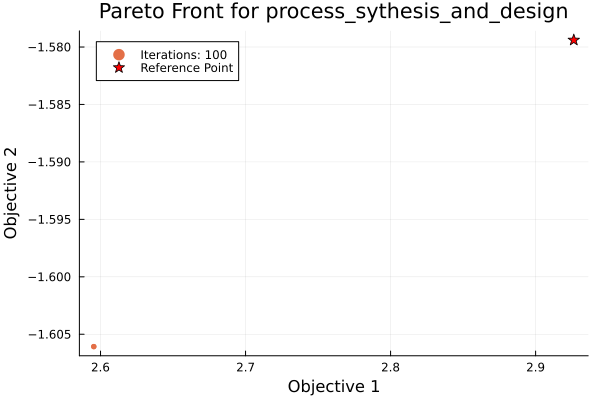 Pareto Front for process_sythesis_and_design
Iterations: 100
Reference Point
−1.580
−1.585
−1.590
−1.595
−1.600
−1.605
Objective 2
2.6
2.7
2.8
2.9
Objective 1